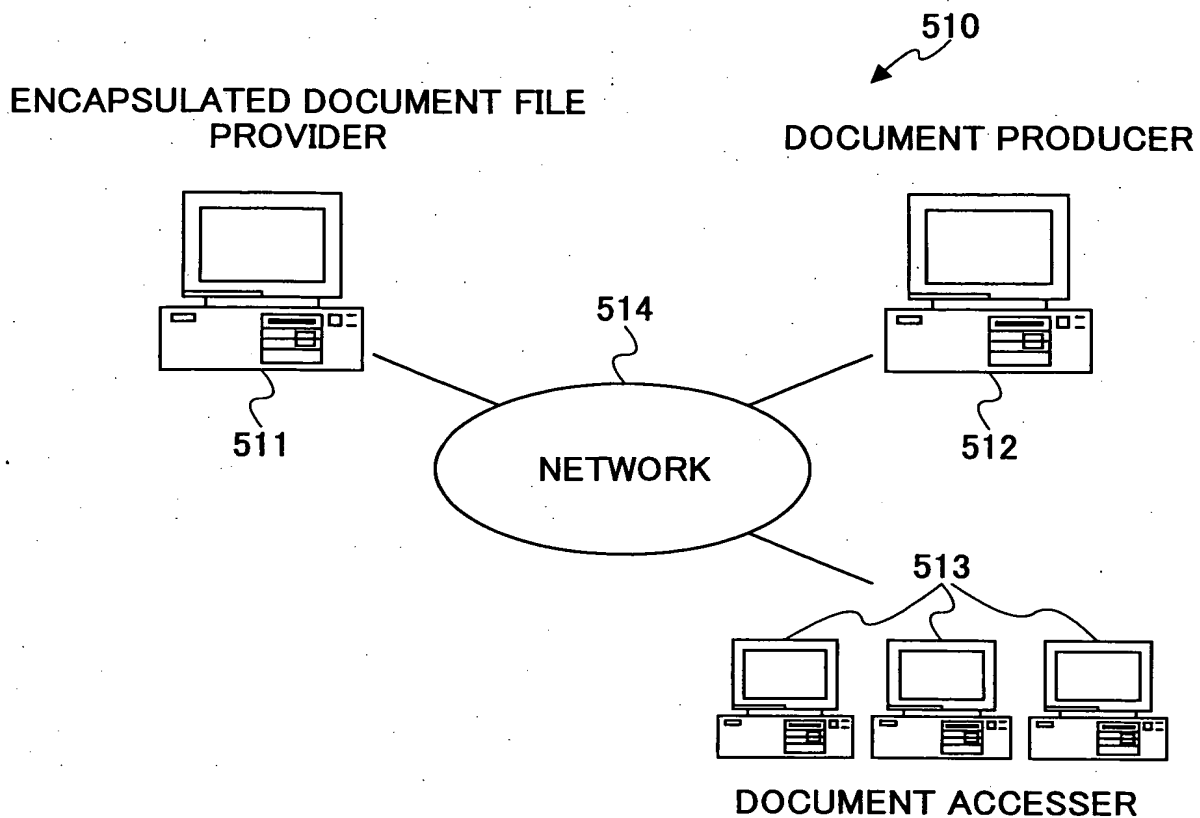 510
ENCAPSULATED DOCUMENT FILE
PROVIDER
DOCUMENT PRODUCER
514
511
512
NETWORK
513
DOCUMENT ACCESSER